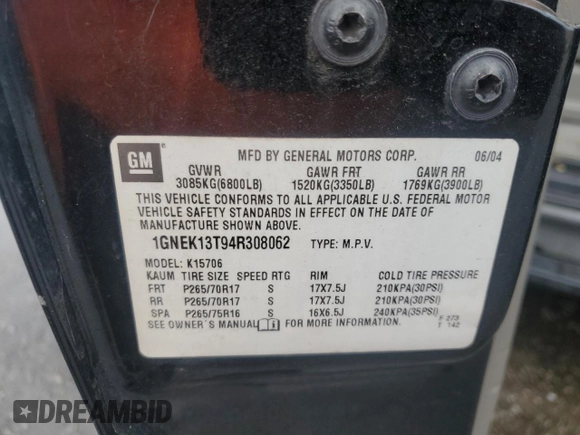 GM
MFD BY GENERAL MOTORS CORP. 06/04
GVWR GAWR FRT GAWR RR
3085KG(6800LB) 1520KG(3350LB) 1769KG(3900LB)
THIS VEHICLE CONFORMS TO ALL APPLICABLE U.S. FEDERAL MOTOR
VEHICLE SAFETY STANDARDS IN EFFECT ON THE DATE OF
MANUFACTURE SHOWN ABOVE.
1GNEK13T94R308062 TYPE: M.P.V.
MODEL: K15706
KAUM TIRE SIZE SPEED RTG RIM COLD TIRE PRESSURE
FRT P265/70R17 S 17X7.5J 210KPA(30PSI)
RR P265/70R17 S 17X7.5J 210KPA(30PSI)
SPA P265/75R16 S 16X6.5J 240KPA(35PSI)
SEE OWNER'S MANUAL FOR MORE INFORMATION. F 273
T 142
DREAMBID